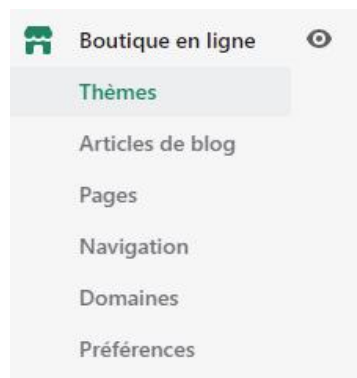 Boutique en ligne
Thèmes
Articles de blog
Pages
Navigation
Domaines
Préférences